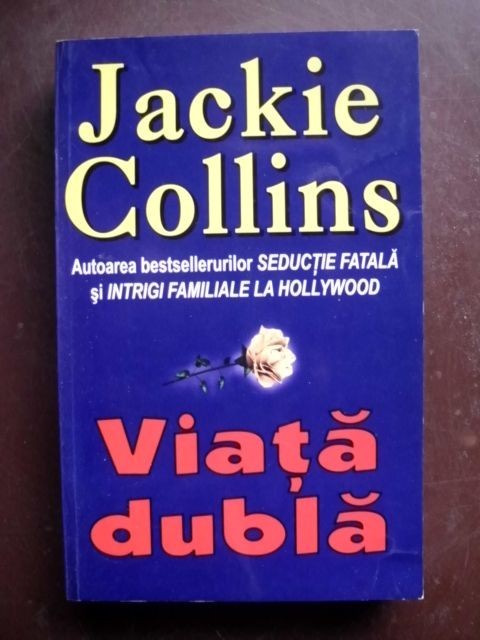 Jackie
Collins
Autoarea bestsellerurilor SEDUCȚIE FATALĂ
și INTRIGI FAMILIALE LA HOLLYWOOD
Viață
dublă